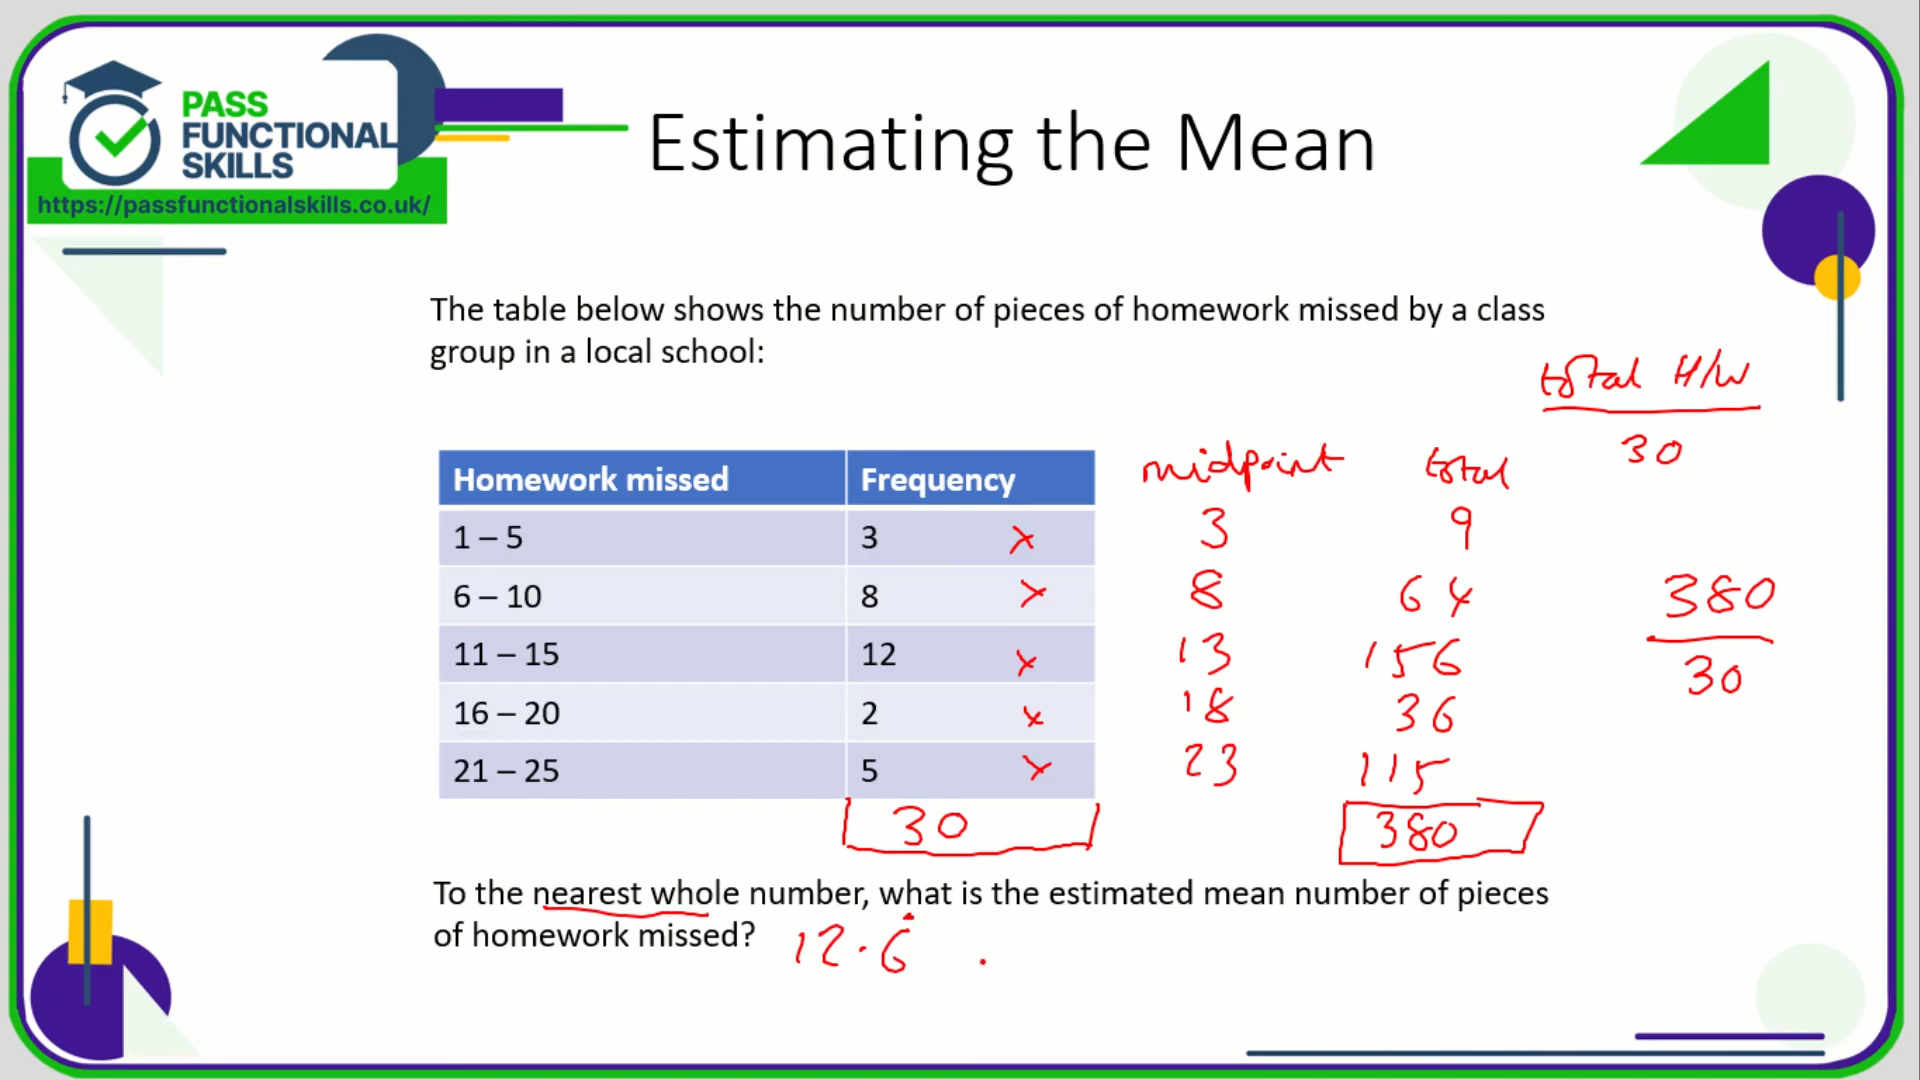 PASS
FUNCTIONAL
SKILLS
https://passfunctionalskills.co.uk/
Estimating the Mean
The table below shows the number of pieces of homework missed by a class
group in a local school:
total H/W
30
Homework missed Frequency midpoint total
1 – 5 3 × 3 9
6 – 10 8 × 8 64
11 – 15 12 × 13 156
16 – 20 2 × 18 36
21 – 25 5 × 23 115
30 380
380
30
To the nearest whole number, what is the estimated mean number of pieces
of homework missed? 12.6̇